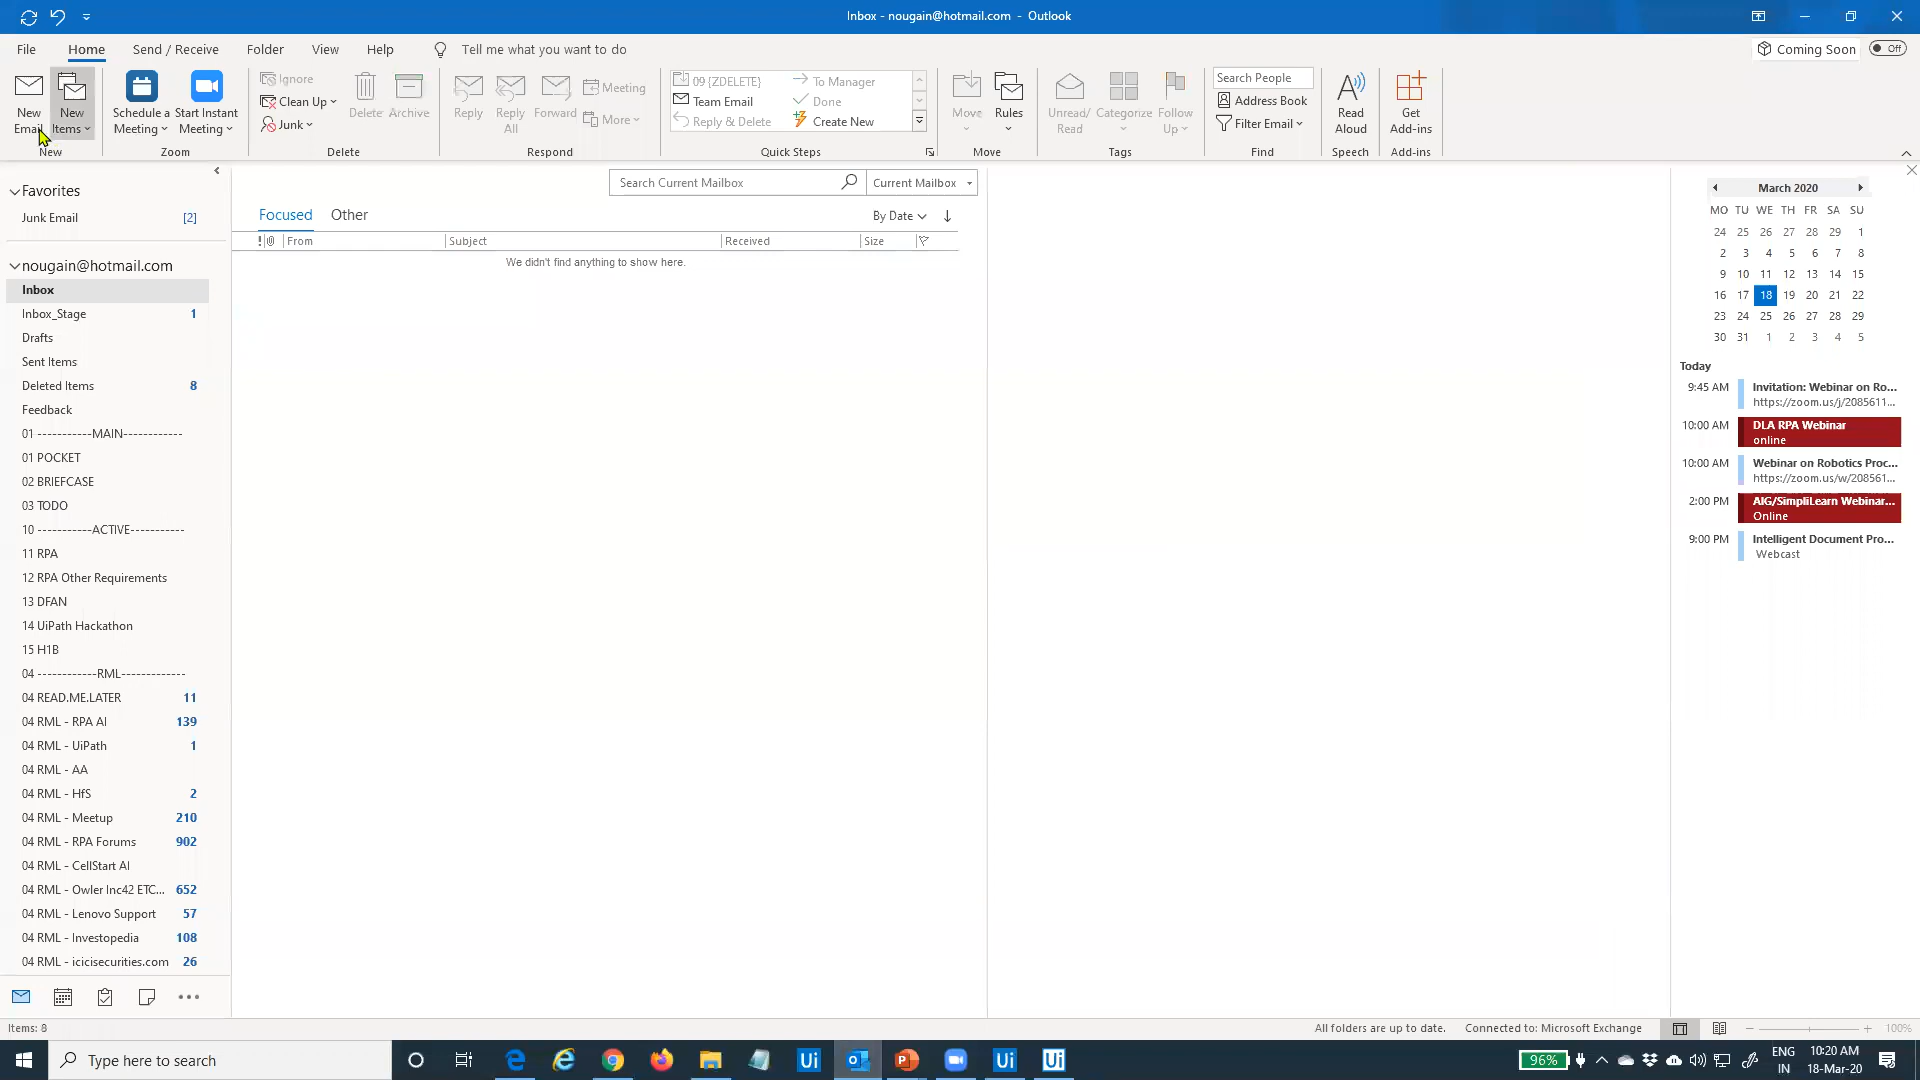 Inbox - nougain@hotmail.com - Outlook
File Home Send / Receive Folder View Help Tell me what you want to do
Coming Soon Off
New Email
New Items
New
Schedule a Meeting
Start Instant Meeting
Zoom
Ignore
Clean Up
Junk
Delete
Archive
Delete
Reply
Reply All
Forward
Meeting
More
Respond
09 {ZDELETE}
Team Email
Reply & Delete
To Manager
Done
Create New
Quick Steps
Move
Rules
Move
Unread/ Read
Categorize
Follow Up
Tags
Search People
Address Book
Filter Email
Find
Read Aloud
Speech
Get Add-ins
Add-ins
Favorites
Junk Email [2]
nougain@hotmail.com
Inbox
Inbox_Stage 1
Drafts
Sent Items
Deleted Items 8
Feedback
01 -----------MAIN------------
01 POCKET
02 BRIEFCASE
03 TODO
10 -----------ACTIVE-----------
11 RPA
12 RPA Other Requirements
13 DFAN
14 UiPath Hackathon
15 H1B
04 ------------RML-------------
04 READ.ME.LATER 11
04 RML - RPA AI 139
04 RML - UiPath 1
04 RML - AA
04 RML - HfS 2
04 RML - Meetup 210
04 RML - RPA Forums 902
04 RML - CellStart AI
04 RML - Owler Inc42 ETC... 652
04 RML - Lenovo Support 57
04 RML - Investopedia 108
04 RML - icicisecurities.com 26
Search Current Mailbox Current Mailbox
Focused Other By Date
! From Subject Received Size
We didn't find anything to show here.
March 2020
MO TU WE TH FR SA SU
24 25 26 27 28 29 1
2 3 4 5 6 7 8
9 10 11 12 13 14 15
16 17 18 19 20 21 22
23 24 25 26 27 28 29
30 31 1 2 3 4 5
Today
9:45 AM Invitation: Webinar on Ro...
https://zoom.us/j/2085611...
10:00 AM DLA RPA Webinar
online
10:00 AM Webinar on Robotics Proc...
https://zoom.us/w/208561...
2:00 PM AIG/SimpliLearn Webinar...
Online
9:00 PM Intelligent Document Pro...
Webcast
Items: 8
All folders are up to date. Connected to: Microsoft Exchange 100%
Type here to search
Ui Ui Ui
96%
ENG
IN
10:20 AM
18-Mar-20